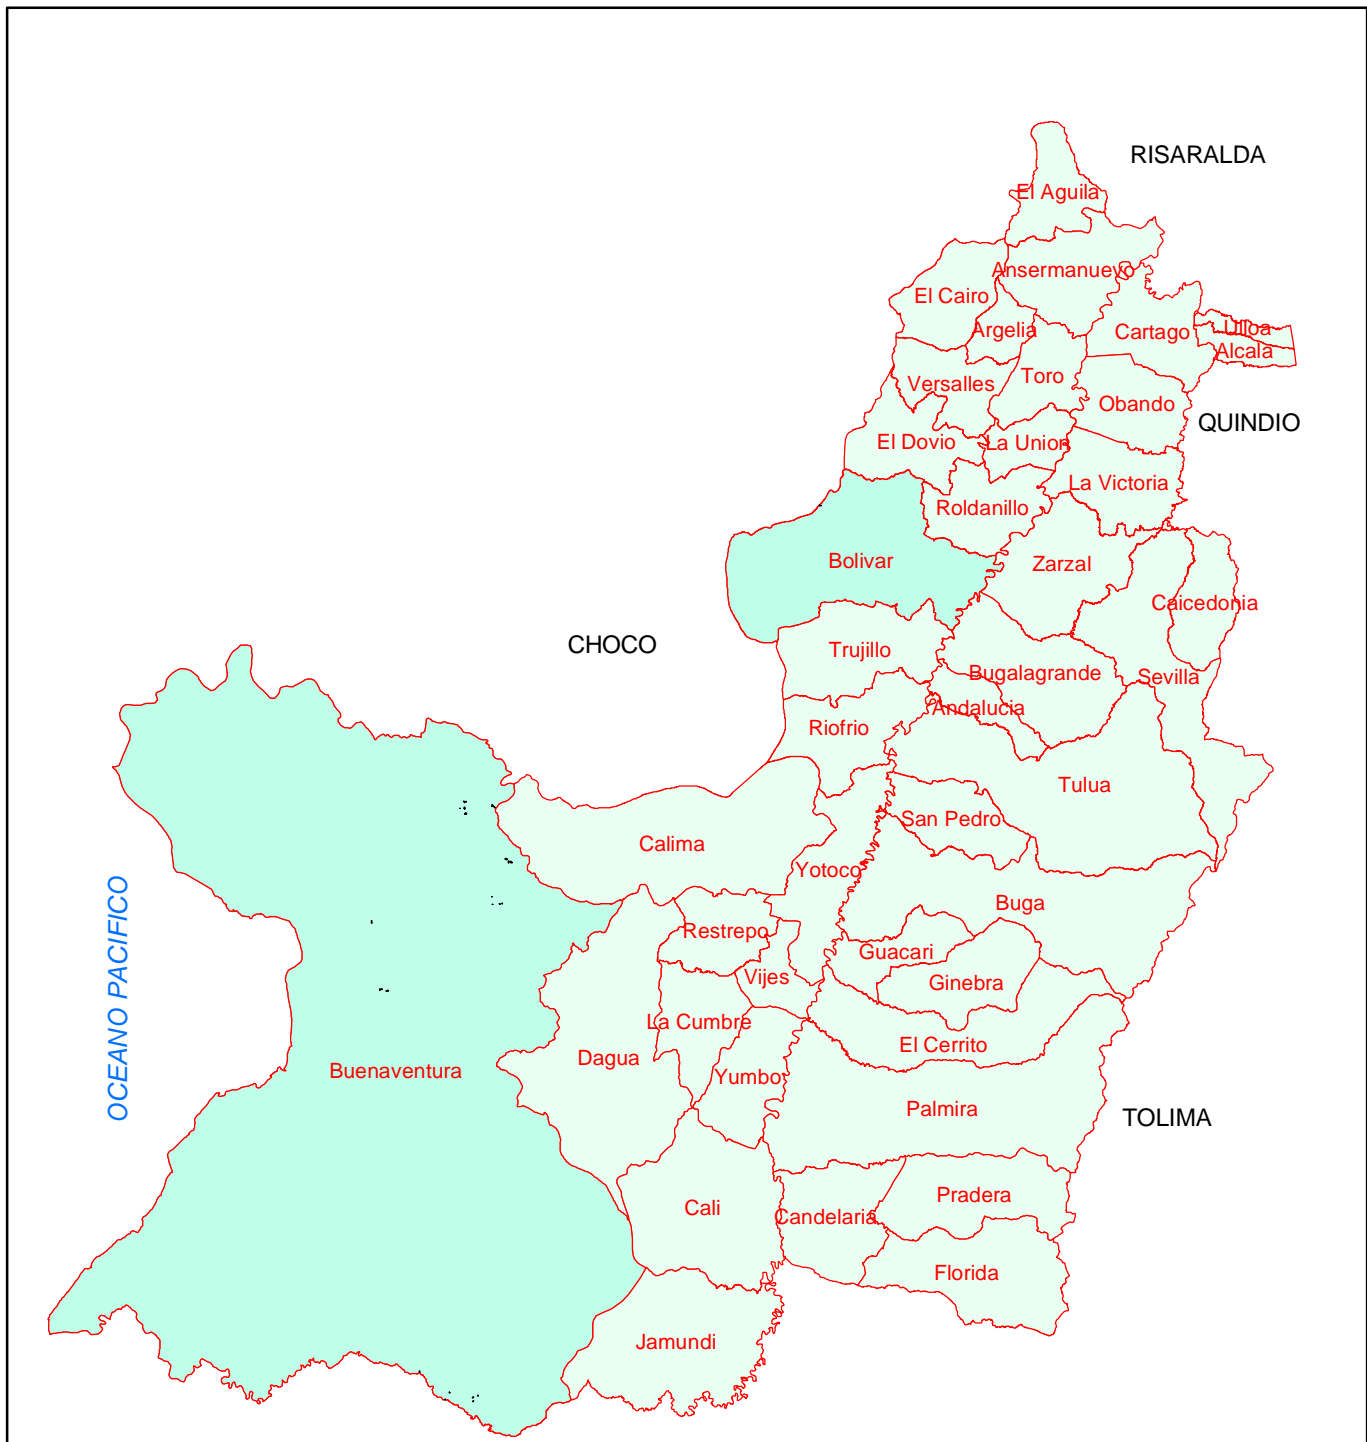 RISARALDA
El Aguila
Ansermanuevo
El Cairo
Argelia
Cartago
Ulloa
Alcala
Versalles
Toro
Obando
QUINDIO
El Dovio
La Union
La Victoria
Roldanillo
Bolivar
Zarzal
Caicedonia
CHOCO
Trujillo
Bugalagrande
Sevilla
Andalucia
Riofrio
Tulua
San Pedro
Calima
Yotoco
Buga
OCEANO PACIFICO
Restrepo
Guacari
Vijes
Ginebra
La Cumbre
El Cerrito
Dagua
Buenaventura
Yumbo
Palmira
TOLIMA
Pradera
Cali
Candelaria
Florida
Jamundi